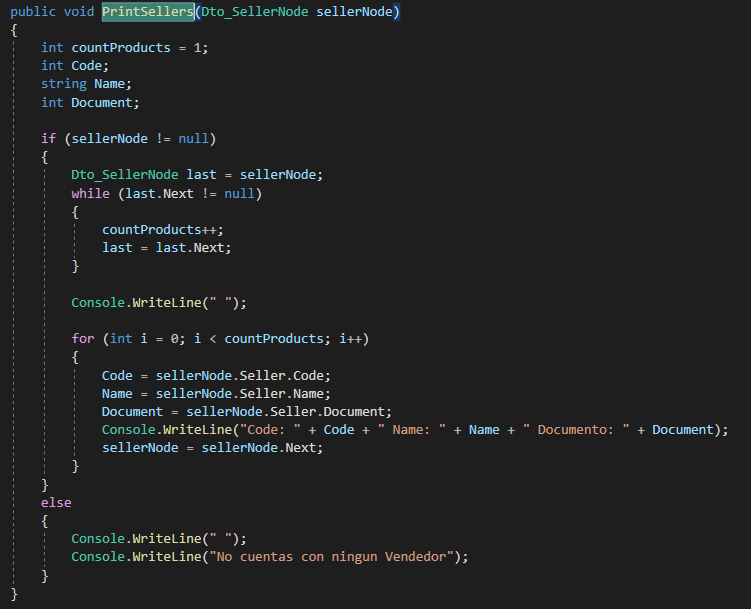 public void PrintSellers(Dto_SellerNode sellerNode)
{
    int countProducts = 1;
    int Code;
    string Name;
    int Document;

    if (sellerNode != null)
    {
        Dto_SellerNode last = sellerNode;
        while (last.Next != null)
        {
            countProducts++;
            last = last.Next;
        }

        Console.WriteLine(" ");

        for (int i = 0; i < countProducts; i++)
        {
            Code = sellerNode.Seller.Code;
            Name = sellerNode.Seller.Name;
            Document = sellerNode.Seller.Document;
            Console.WriteLine("Code: " + Code + " Name: " + Name + " Documento: " + Document);
            sellerNode = sellerNode.Next;
        }
    }
    else
    {
        Console.WriteLine(" ");
        Console.WriteLine("No cuentas con ningun Vendedor");
    }
}